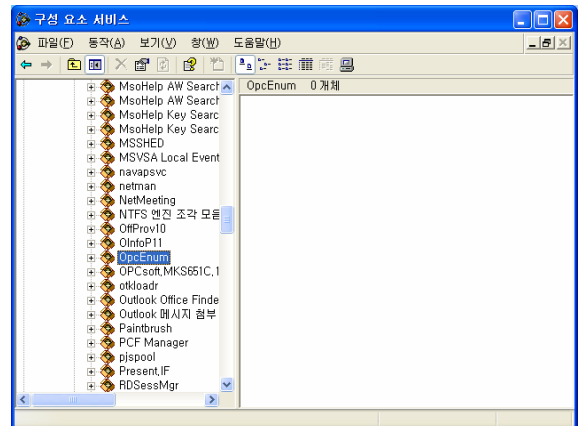 구성 요소 서비스
파일(F) 동작(A) 보기(V) 창(W) 도움말(H)
OpcEnum 0 개체
MsoHelp AW Search
MsoHelp AW Search
MsoHelp Key Searc
MsoHelp Key Searc
MSSHED
MSVSA Local Event
navapsvc
netman
NetMeeting
NTFS 엔진 조각 모음
OffProv10
OInfoP11
OpcEnum
OPCsoft,MKS651C,1
otkloadr
Outlook Office Finde
Outlook 메시지 첨부
Paintbrush
PCF Manager
pjspool
Present,IF
RDSessMgr